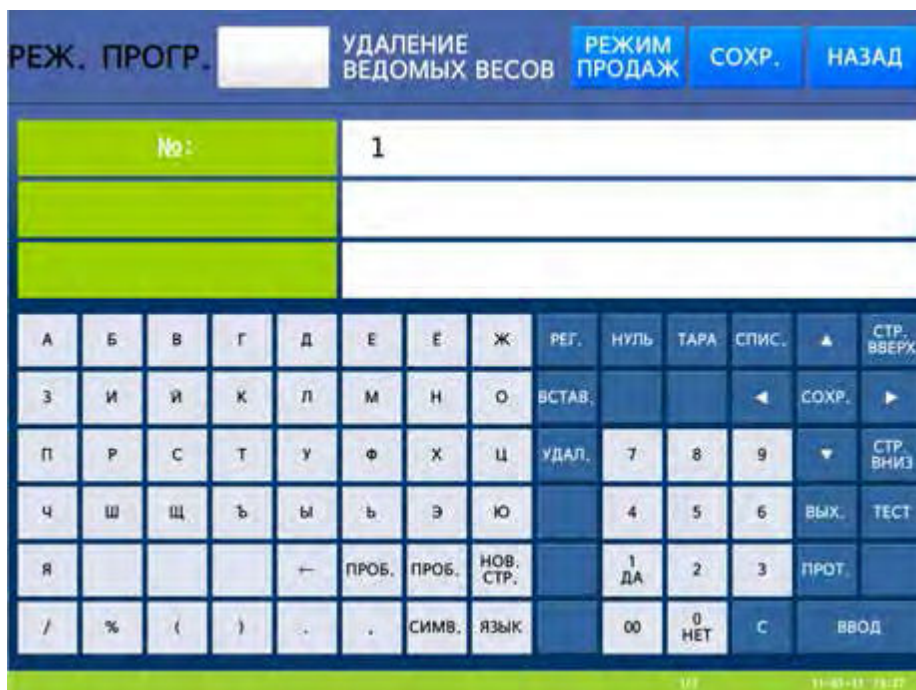 РЕЖ. ПРОГР.
УДАЛЕНИЕ
ВЕДОМЫХ ВЕСОВ
РЕЖИМ
ПРОДАЖ
СОХР.
НАЗАД
№: 1
А Б В Г Д Е Ё Ж РЕГ. НУЛЬ ТАРА СПИС. ▲ СТР. ВВЕРХ
З И Й К Л М Н О ВСТАВ. ◄ СОХР. ►
П Р С Т У Ф Х Ц УДАЛ. 7 8 9 ▼ СТР. ВНИЗ
Ч Ш Щ Ъ Ы Ь Э Ю 4 5 6 ВЫХ. ТЕСТ
Я ← ПРОБ. ПРОБ. НОВ. СТР. 1 ДА 2 3 ПРОТ.
/ % ( ) . , СИМВ. ЯЗЫК 00 0 НЕТ С ВВОД